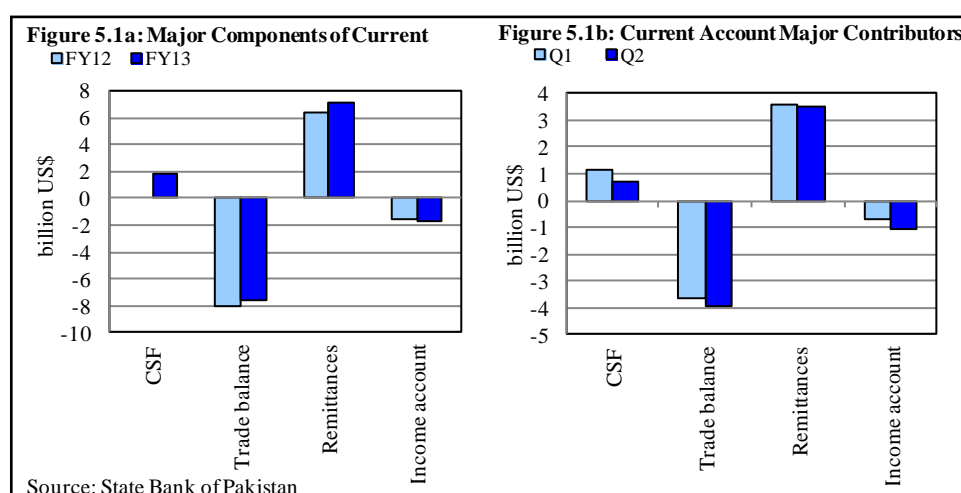 Figure 5.1a: Major Components of Current
FY12 FY13
8
6
4
2
0
-2
-4
-6
-8
-10
billion US$
CSF
Trade balance
Remittances
Income account
Figure 5.1b: Current Account Major Contributors
Q1 Q2
4
3
2
1
0
-1
-2
-3
-4
-5
billion US$
CSF
Trade balance
Remittances
Income account
Source: State Bank of Pakistan